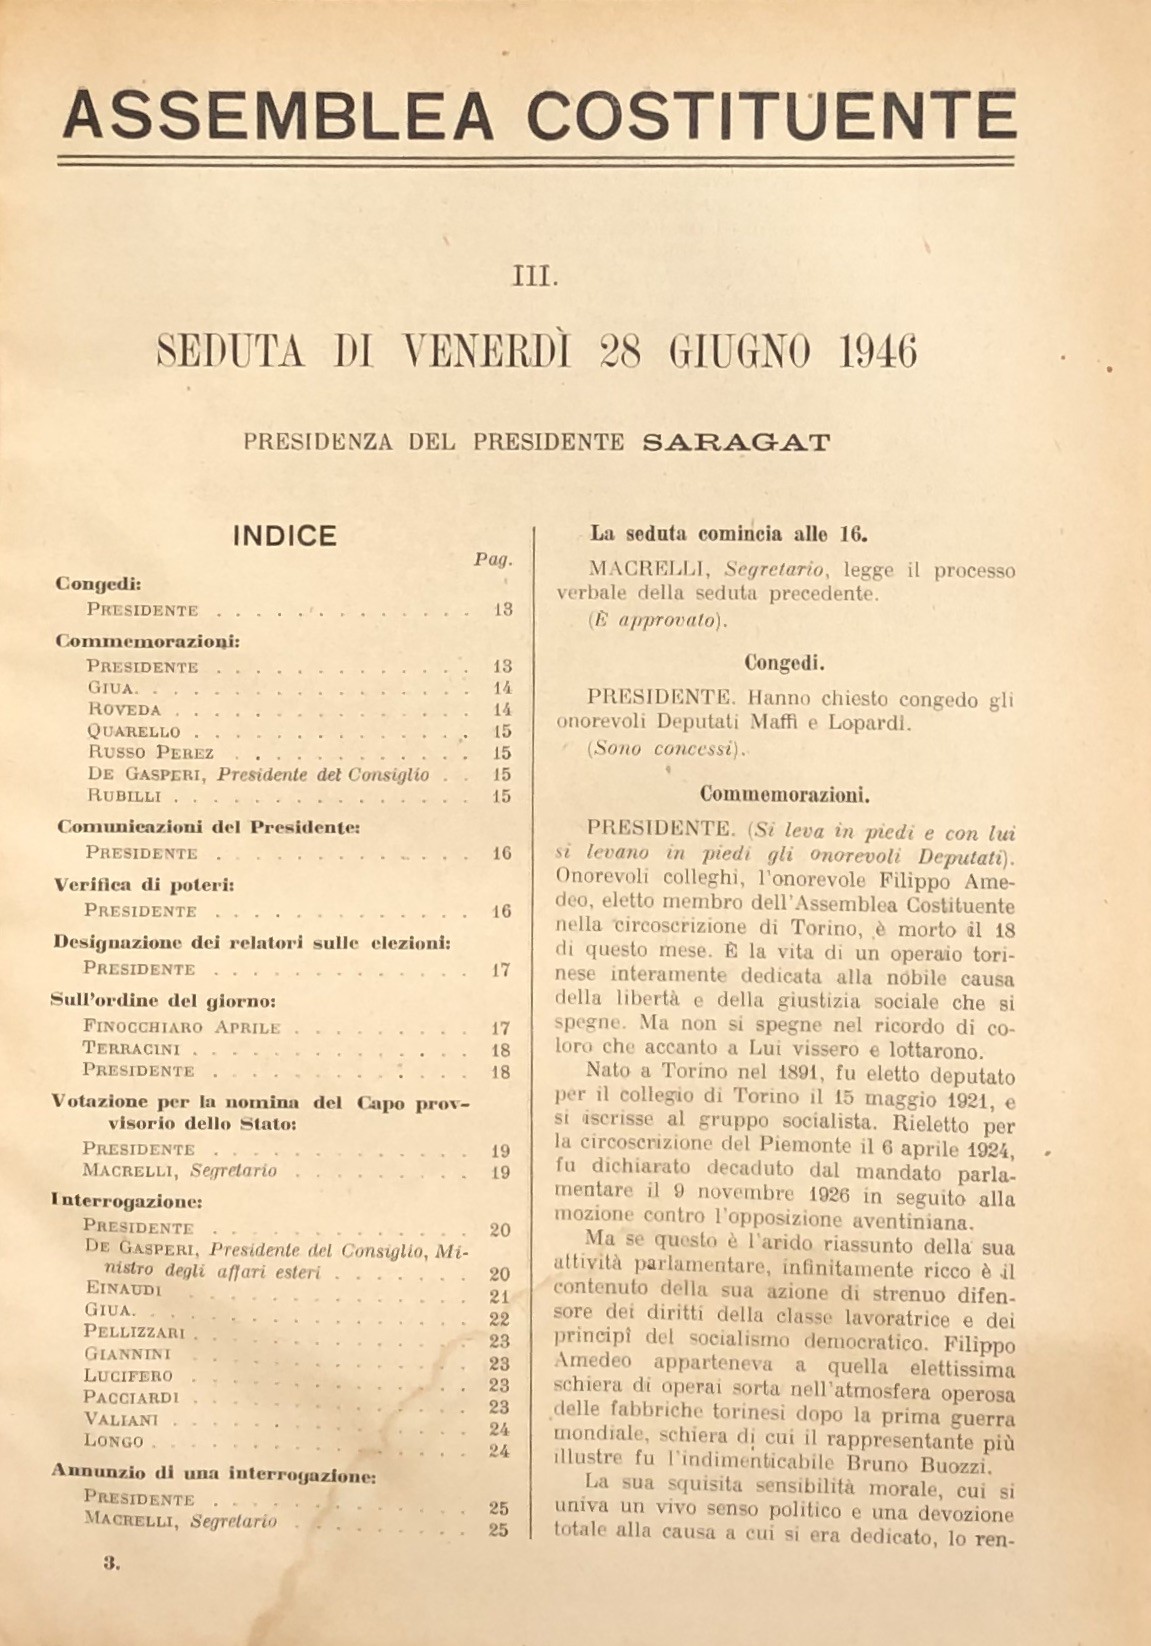 ASSEMBLEA COSTITUENTE
III.
SEDUTA DI VENERDÌ 28 GIUGNO 1946
PRESIDENZA DEL PRESIDENTE SARAGAT
INDICE
Pag.
Congedi:
PRESIDENTE . . . . . . . . . . . . . 13
Commemorazioni:
PRESIDENTE . . . . . . . . . . . . . 13
GIUA. . . . . . . . . . . . . . . . 14
ROVEDA . . . . . . . . . . . . . . 14
QUARELLO . . . . . . . . . . . . . 15
RUSSO PEREZ . . . . . . . . . . . 15
DE GASPERI, Presidente del Consiglio . . 15
RUBILLI . . . . . . . . . . . . . . 15
Comunicazioni del Presidente:
PRESIDENTE . . . . . . . . . . . . . 16
Verifica di poteri:
PRESIDENTE . . . . . . . . . . . . . 16
Designazione dei relatori sulle elezioni:
PRESIDENTE . . . . . . . . . . . . . 17
Sull'ordine del giorno:
FINOCCHIARO APRILE . . . . . . . . . 17
TERRACINI . . . . . . . . . . . . . 18
PRESIDENTE . . . . . . . . . . . . . 18
Votazione per la nomina del Capo prov-
visorio dello Stato:
PRESIDENTE . . . . . . . . . . . . . 19
MACRELLI, Segretario . . . . . . . . . 19
Interrogazione:
PRESIDENTE . . . . . . . . . . . . . 20
DE GASPERI, Presidente del Consiglio, Mi-
nistro degli affari esteri . . . . . . . 20
EINAUDI . . . . . . . . . . . . . . 21
GIUA. . . . . . . . . . . . . . . . 22
PELLIZZARI . . . . . . . . . . . . . 23
GIANNINI . . . . . . . . . . . . . 23
LUCIFERO . . . . . . . . . . . . . 23
PACCIARDI . . . . . . . . . . . . . 23
VALIANI . . . . . . . . . . . . . . 24
LONGO . . . . . . . . . . . . . . . 24
Annunzio di una interrogazione:
PRESIDENTE . . . . . . . . . . . . . 25
MACRELLI, Segretario . . . . . . . . 25
3.
La seduta comincia alle 16.
MACRELLI, Segretario, legge il processo
verbale della seduta precedente.
(È approvato).
Congedi.
PRESIDENTE. Hanno chiesto congedo gli
onorevoli Deputati Maffi e Lopardi.
(Sono concessi).
Commemorazioni.
PRESIDENTE. (Si leva in piedi e con lui
si levano in piedi gli onorevoli Deputati).
Onorevoli colleghi, l'onorevole Filippo Ame-
deo, eletto membro dell'Assemblea Costituente
nella circoscrizione di Torino, è morto il 18
di questo mese. È la vita di un operaio tori-
nese interamente dedicata alla nobile causa
della libertà e della giustizia sociale che si
spegne. Ma non si spegne nel ricordo di co-
loro che accanto a Lui vissero e lottarono.
Nato a Torino nel 1891, fu eletto deputato
per il collegio di Torino il 15 maggio 1921, e
si iscrisse al gruppo socialista. Rieletto per
la circoscrizione del Piemonte il 6 aprile 1924,
fu dichiarato decaduto dal mandato parla-
mentare il 9 novembre 1926 in seguito alla
mozione contro l'opposizione aventiniana.
Ma se questo è l'arido riassunto della sua
attività parlamentare, infinitamente ricco è il
contenuto della sua azione di strenuo difen-
sore dei diritti della classe lavoratrice e dei
principî del socialismo democratico. Filippo
Amedeo apparteneva a quella elettissima
schiera di operai sorta nell'atmosfera operosa
delle fabbriche torinesi dopo la prima guerra
mondiale, schiera di cui il rappresentante più
illustre fu l'indimenticabile Bruno Buozzi.
La sua squisita sensibilità morale, cui si
univa un vivo senso politico e una devozione
totale alla causa a cui si era dedicato, lo ren-